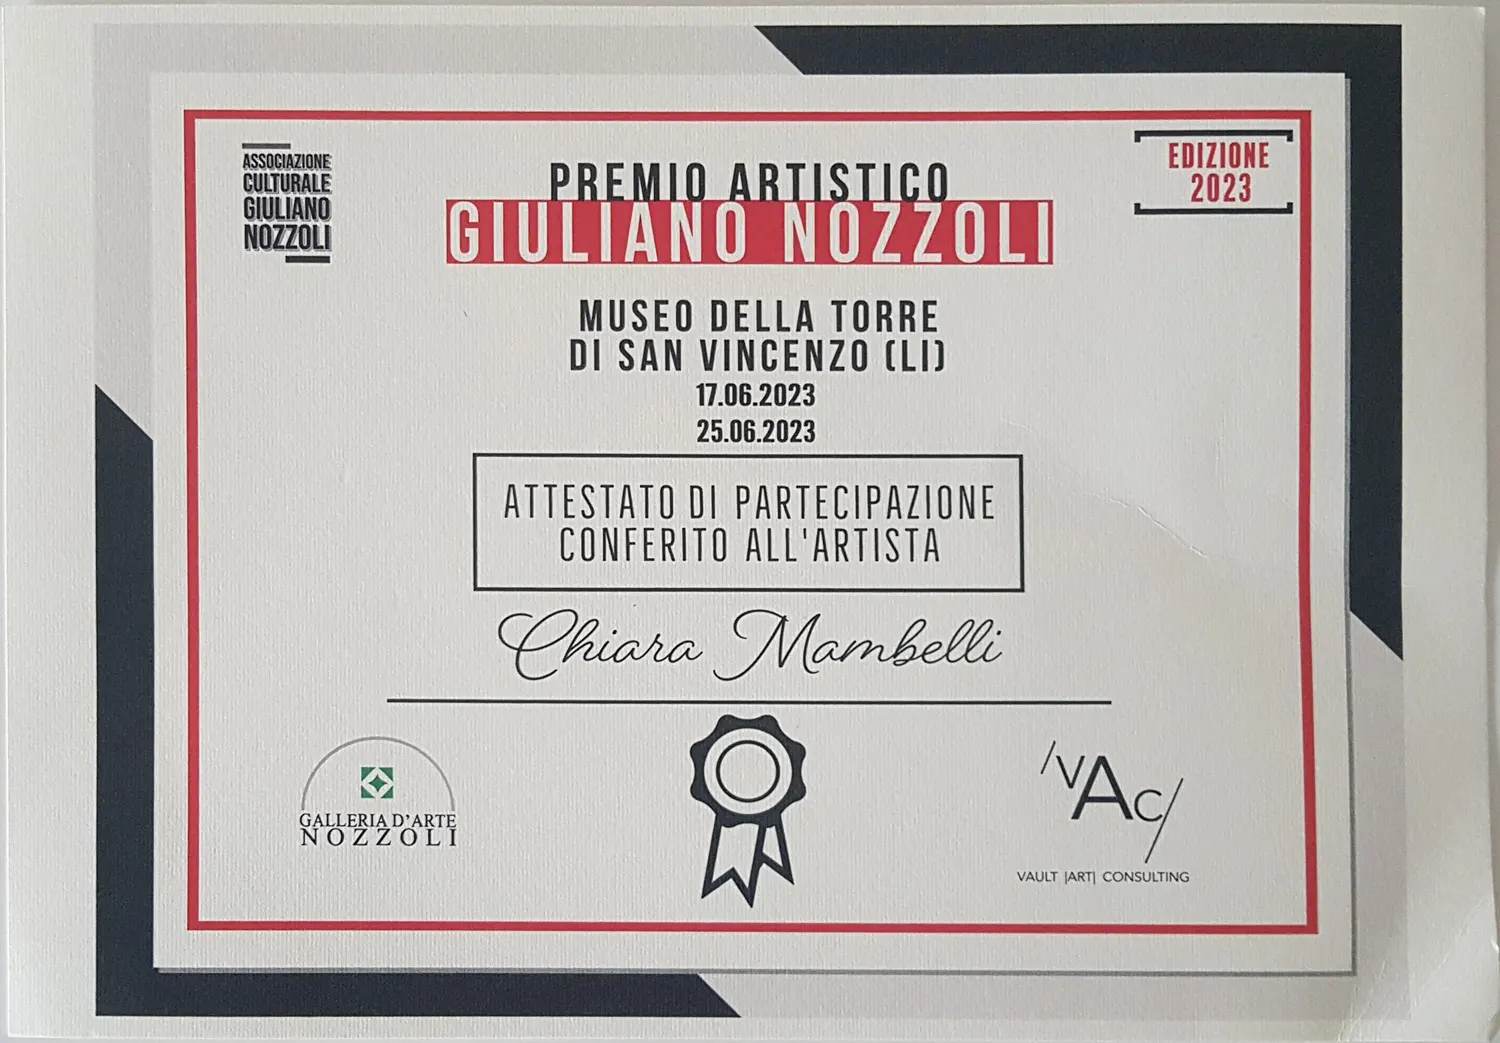 ASSOCIAZIONE
CULTURALE
GIULIANO
NOZZOLI
EDIZIONE
2023
PREMIO ARTISTICO
GIULIANO NOZZOLI
MUSEO DELLA TORRE
DI SAN VINCENZO (LI)
17.06.2023
25.06.2023
ATTESTATO DI PARTECIPAZIONE
CONFERITO ALL'ARTISTA
Chiara Mambelli
GALLERIA D'ARTE
NOZZOLI
/VAC/
VAULT |ART| CONSULTING